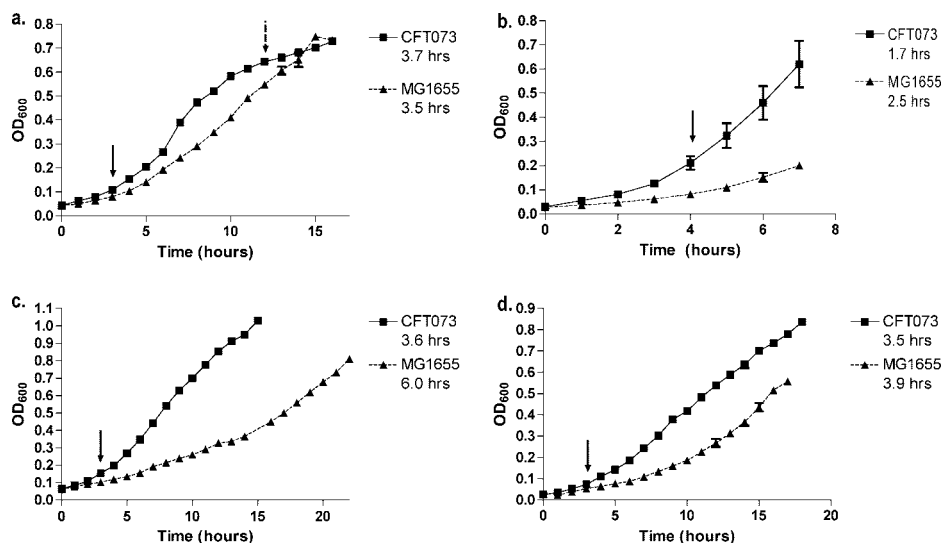 a.
OD600
0.8
0.7
0.6
0.5
0.4
0.3
0.2
0.1
0.0
0 5 10 15
Time (hours)
CFT073
3.7 hrs
MG1655
3.5 hrs
b.
OD600
0.8
0.7
0.6
0.5
0.4
0.3
0.2
0.1
0.0
0 2 4 6 8
Time (hours)
CFT073
1.7 hrs
MG1655
2.5 hrs
c.
OD600
1.1
1.0
0.9
0.8
0.7
0.6
0.5
0.4
0.3
0.2
0.1
0.0
0 5 10 15 20
Time (hours)
CFT073
3.6 hrs
MG1655
6.0 hrs
d.
OD600
0.9
0.8
0.7
0.6
0.5
0.4
0.3
0.2
0.1
0.0
0 5 10 15 20
Time (hours)
CFT073
3.5 hrs
MG1655
3.9 hrs